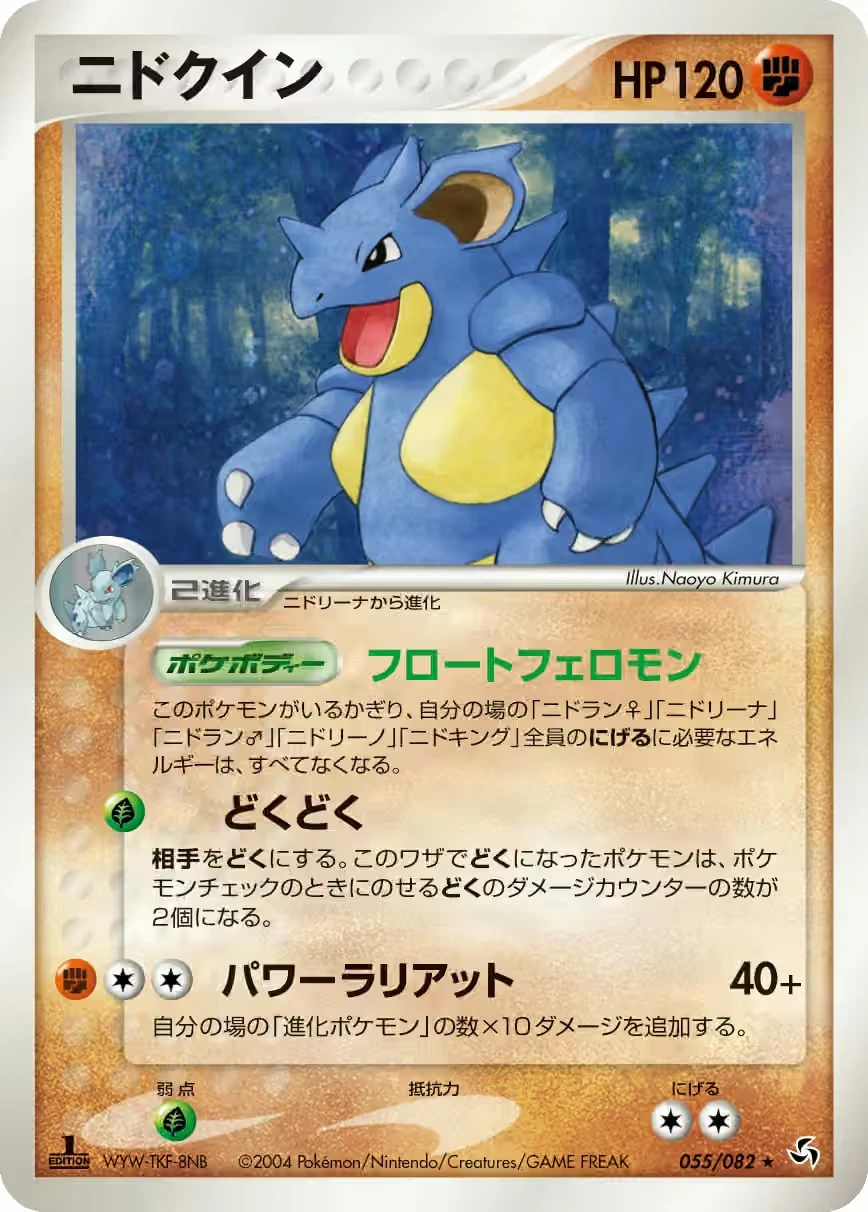 ニドクイン
HP 120
Illus. Naoyo Kimura
2進化
ニドリーナから進化
ポケボディー フロートフェロモン
このポケモンがいるかぎり、自分の場の「ニドラン♀」「ニドリーナ」
「ニドラン♂」「ニドリーノ」「ニドキング」全員のにげるに必要なエネ
ルギーは、すべてなくなる。
どくどく
相手をどくにする。このワザでどくになったポケモンは、ポケ
モンチェックのときにのせるどくのダメージカウンターの数が
2個になる。
パワーラリアット 40+
自分の場の「進化ポケモン」の数×10ダメージを追加する。
弱点 抵抗力 にげる
1 EDITION WYW-TKF-8NB ©2004 Pokémon/Nintendo/Creatures/GAME FREAK 055/082 ★